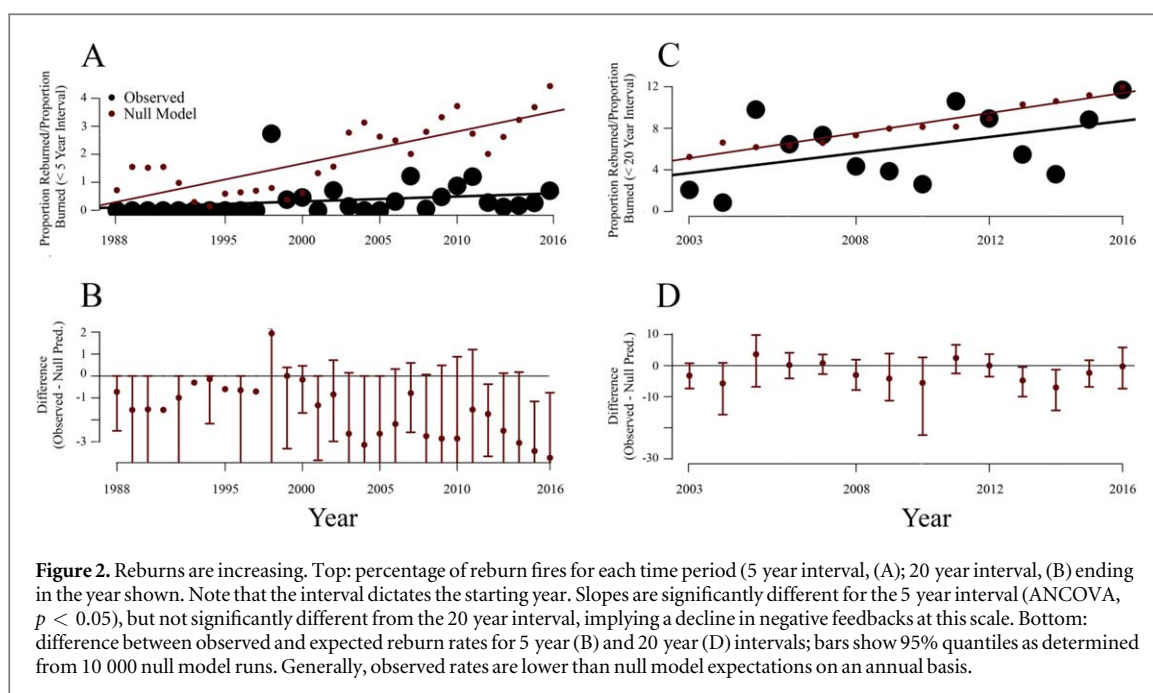 A
Proportion Reburned/Proportion
Burned (< 5 Year Interval)
4
3
2
1
0
Observed
Null Model
1988
1995
2000
2005
2010
2016
C
Proportion Reburned/Proportion
Burned (< 20 Year Interval)
12
8
4
0
2003
2008
2012
2016
B
Difference
(Observed - Null Pred.)
2
1
0
-1
-3
1988
1995
2000
2005
2010
2016
Year
D
Difference
(Observed - Null Pred.)
10
0
-10
-30
2003
2008
2012
2016
Year
Figure 2. Reburns are increasing. Top: percentage of reburn fires for each time period (5 year interval, (A); 20 year interval, (B) ending
in the year shown. Note that the interval dictates the starting year. Slopes are significantly different for the 5 year interval (ANCOVA,
p < 0.05), but not significantly different from the 20 year interval, implying a decline in negative feedbacks at this scale. Bottom:
difference between observed and expected reburn rates for 5 year (B) and 20 year (D) intervals; bars show 95% quantiles as determined
from 10 000 null model runs. Generally, observed rates are lower than null model expectations on an annual basis.